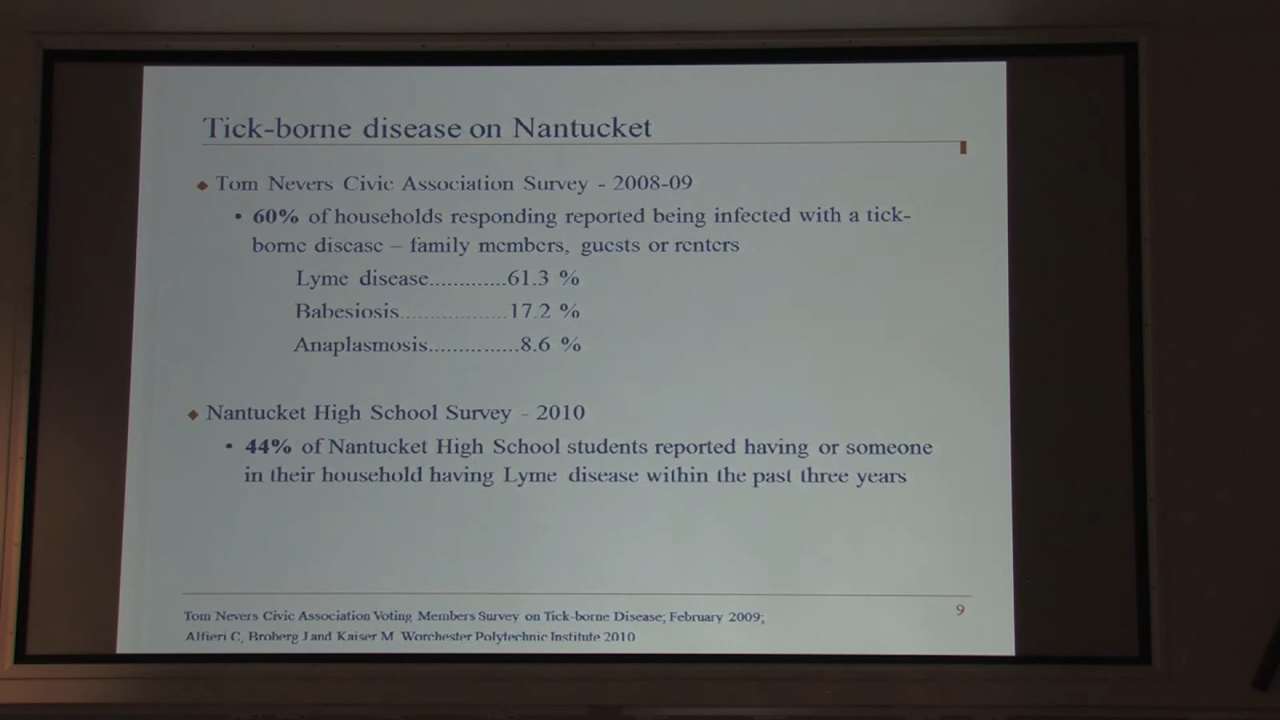 Tick-borne disease on Nantucket
◆ Tom Nevers Civic Association Survey - 2008-09
• 60% of households responding reported being infected with a tick-
borne disease – family members, guests or renters
Lyme disease............61.3 %
Babesiosis.................17.2 %
Anaplasmosis..............8.6 %
◆ Nantucket High School Survey - 2010
• 44% of Nantucket High School students reported having or someone
in their household having Lyme disease within the past three years
Tom Nevers Civic Association Voting Members Survey on Tick-borne Disease; February 2009;
Alfieri C, Broberg J and Kaiser M Worchester Polytechnic Institute 2010
9